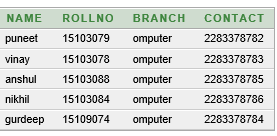 NAME ROLLNO BRANCH CONTACT
puneet 15103079 omputer 2283378782
vinay 15103078 omputer 2283378783
anshul 15103088 omputer 2283378785
nikhil 15103084 omputer 2283378786
gurdeep 15109074 omputer 2283378784